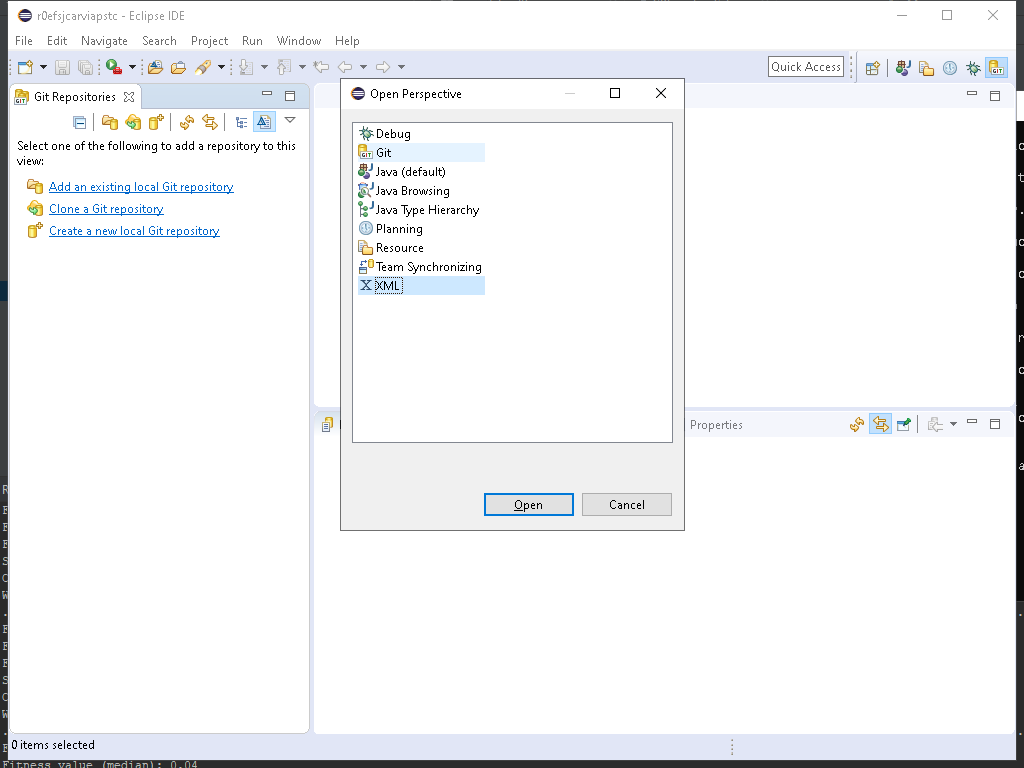 r0efsjcarviapstc - Eclipse IDE
File Edit Navigate Search Project Run Window Help
Quick Access
Git Repositories
Select one of the following to add a repository to this view:
Add an existing local Git repository
Clone a Git repository
Create a new local Git repository
Open Perspective
Debug
Git
Java (default)
Java Browsing
Java Type Hierarchy
Planning
Resource
Team Synchronizing
XML
Open Cancel
Properties
0 items selected
Fitness value (median): 0.04